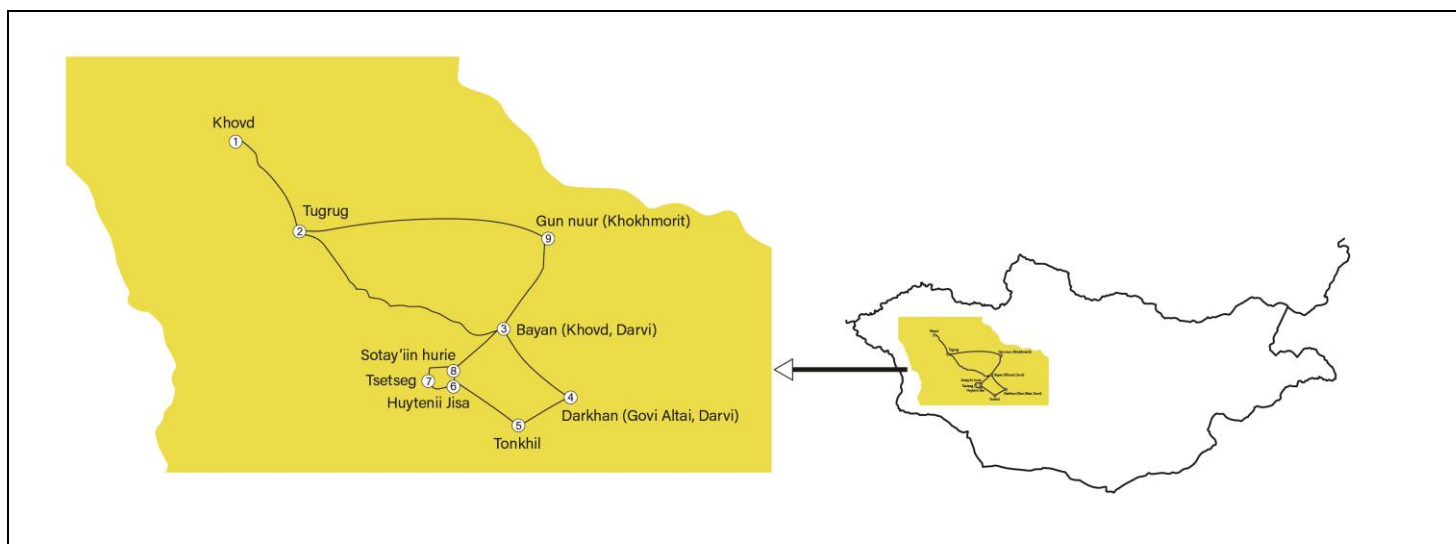 Khovd
1
Tugrug
2
Gun nuur (Khokhmorit)
9
3
Bayan (Khovd, Darvi)
Sotay'iin hurie
8
Tsetseg
7
6
Huytenii Jisa
4
Darkhan (Govi Altai, Darvi)
5
Tonkhil